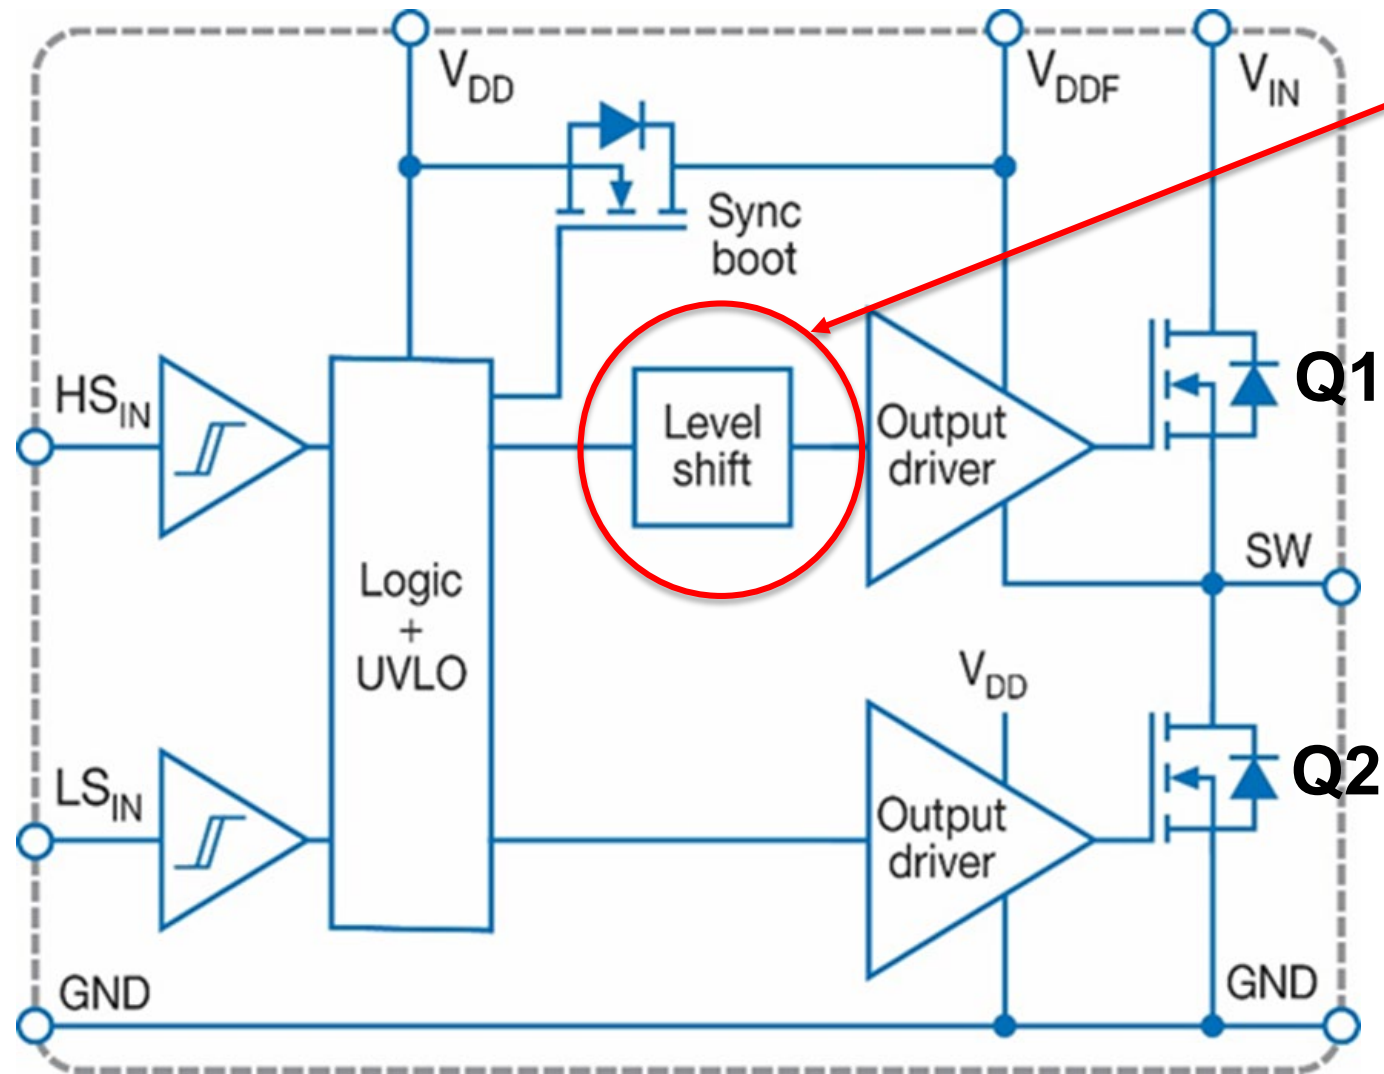 VDD
VDDF
VIN
Sync
boot
HSIN
Level
shift
Output
driver
Q1
SW
Logic
+
UVLO
VDD
LSIN
Output
driver
Q2
GND
GND